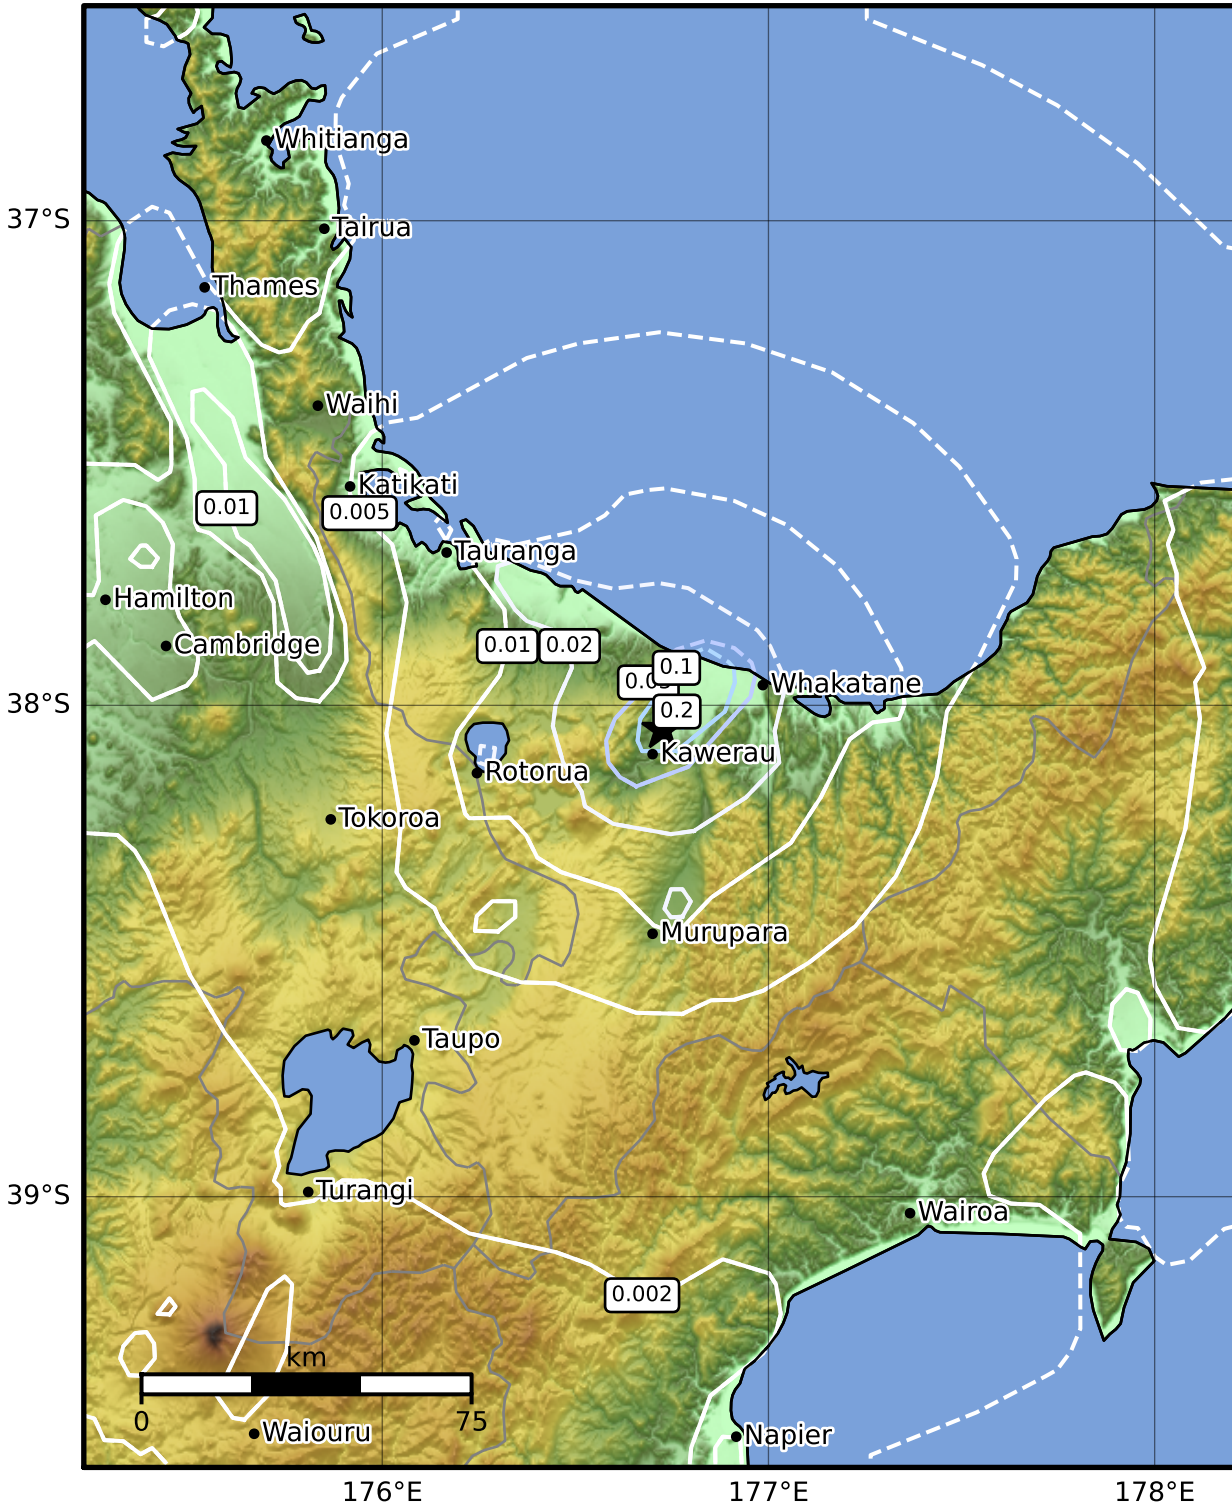 Whitianga
37°S
Tairua
Thames
Waihi
Katikati
0.01
0.005
Tauranga
Hamilton
Cambridge
0.01
0.02
0.1
Whakatane
38°S
0.2
Kawerau
Rotorua
Tokoroa
Murupara
Taupo
Turangi
39°S
Wairoa
0.002
km
0
75
Waiouru
Napier
176°E
177°E
178°E